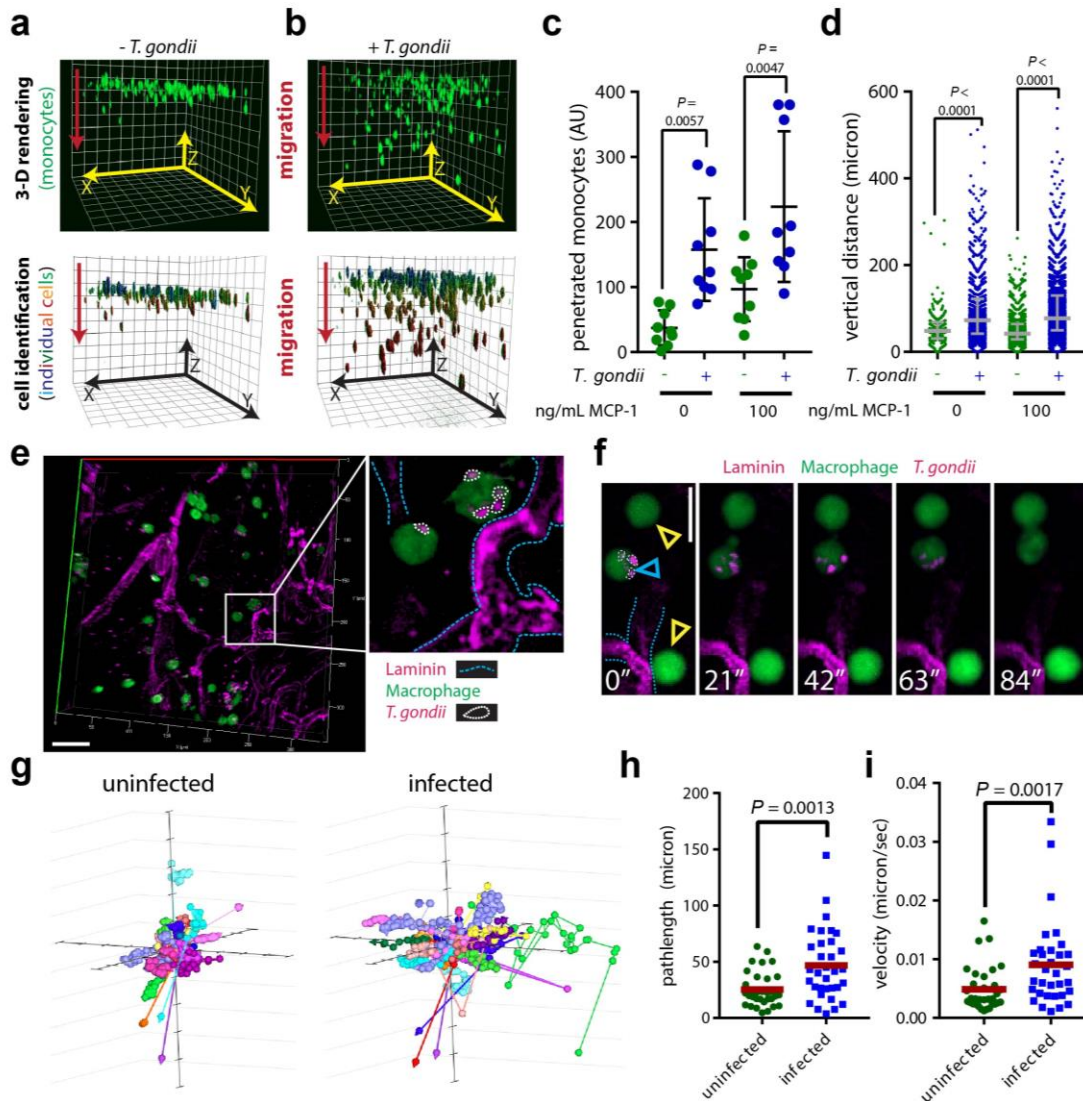 a
- T. gondii
3-D rendering
(monocytes)
Z
X
Y
cell identification
(individual cells)
Z
X
Y
b
+ T. gondii
migration
Z
X
Y
migration
Z
X
Y
c
penetrated monocytes (AU)
400
300
200
100
0
P =
0.0057
P =
0.0047
T. gondii - + - +
ng/mL MCP-1 0 100
d
vertical distance (micron)
600
400
200
100
0
P <
0.0001
P <
0.0001
T. gondii - + - +
ng/mL MCP-1 0 100
e
Laminin
Macrophage
T. gondii
f
Laminin Macrophage T. gondii
0” 21” 42” 63” 84”
g
uninfected infected
h
pathlength (micron)
200
150
100
50
0
P = 0.0013
uninfected
infected
i
velocity (micron/sec)
0.04
0.03
0.02
0.01
0.00
P = 0.0017
uninfected
infected